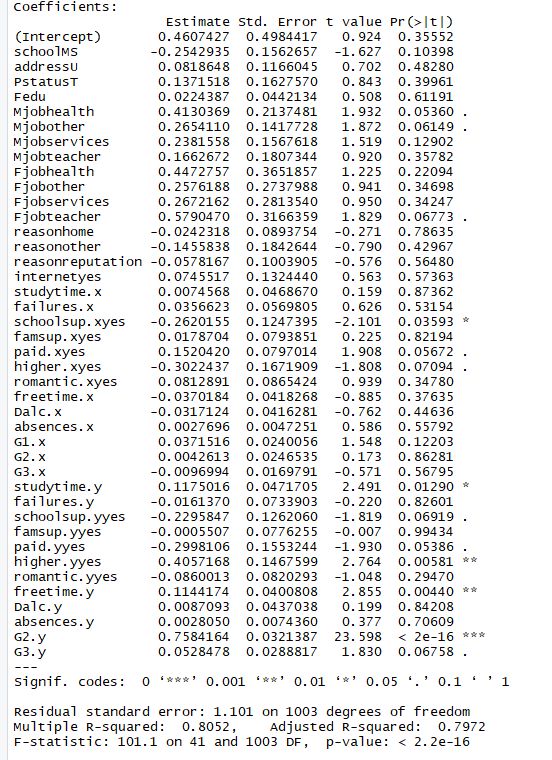 Coefficients:
Estimate Std. Error t value Pr(>|t|)
(Intercept) 0.4607427 0.4984417 0.924 0.35552
schoolMS -0.2542935 0.1562657 -1.627 0.10398
addressU 0.0818648 0.1166045 0.702 0.48280
PstatusT 0.1371518 0.1627570 0.843 0.39961
Fedu 0.0224387 0.0442134 0.508 0.61191
Mjobhealth 0.4130369 0.2137481 1.932 0.05360 .
Mjobother 0.2654110 0.1417728 1.872 0.06149 .
Mjobservices 0.2381558 0.1567618 1.519 0.12902
Mjobteacher 0.1662672 0.1807344 0.920 0.35782
Fjobhealth 0.4472757 0.3651857 1.225 0.22094
Fjobother 0.2576188 0.2737988 0.941 0.34698
Fjobservices 0.2672162 0.2813540 0.950 0.34247
Fjobteacher 0.5790470 0.3166359 1.829 0.06773 .
reasonhome -0.0242318 0.0893754 -0.271 0.78635
reasonother -0.1455838 0.1842644 -0.790 0.42967
reasonreputation -0.0578167 0.1003905 -0.576 0.56480
internetyes 0.0745517 0.1324440 0.563 0.57363
studytime.x 0.0074568 0.0468670 0.159 0.87362
failures.x 0.0356623 0.0569805 0.626 0.53154
schoolsup.xyes -0.2620155 0.1247395 -2.101 0.03593 *
famsup.xyes 0.0178704 0.0793851 0.225 0.82194
paid.xyes 0.1520420 0.0797014 1.908 0.05672 .
higher.xyes -0.3022437 0.1671909 -1.808 0.07094 .
romantic.xyes 0.0812891 0.0865424 0.939 0.34780
freetime.x -0.0370184 0.0418268 -0.885 0.37635
Dalc.x -0.0317124 0.0416281 -0.762 0.44636
absences.x 0.0027696 0.0047251 0.586 0.55792
G1.x 0.0371516 0.0240056 1.548 0.12203
G2.x 0.0042613 0.0246535 0.173 0.86281
G3.x -0.0096994 0.0169791 -0.571 0.56795
studytime.y 0.1175016 0.0471705 2.491 0.01290 *
failures.y -0.0161370 0.0733903 -0.220 0.82601
schoolsup.yyes -0.2295847 0.1262060 -1.819 0.06919 .
famsup.yyes -0.0005507 0.0776255 -0.007 0.99434
paid.yyes -0.2998106 0.1553244 -1.930 0.05386 .
higher.yyes 0.4057168 0.1467599 2.764 0.00581 **
romantic.yyes -0.0860013 0.0820293 -1.048 0.29470
freetime.y 0.1144174 0.0400808 2.855 0.00440 **
Dalc.y 0.0087093 0.0437038 0.199 0.84208
absences.y 0.0028050 0.0074360 0.377 0.70609
G2.y 0.7584164 0.0321387 23.598 < 2e-16 ***
G3.y 0.0528478 0.0288817 1.830 0.06758 .
---
Signif. codes: 0 ‘***’ 0.001 ‘**’ 0.01 ‘*’ 0.05 ‘.’ 0.1 ‘ ’ 1
Residual standard error: 1.101 on 1003 degrees of freedom
Multiple R-squared: 0.8052, Adjusted R-squared: 0.7972
F-statistic: 101.1 on 41 and 1003 DF, p-value: < 2.2e-16